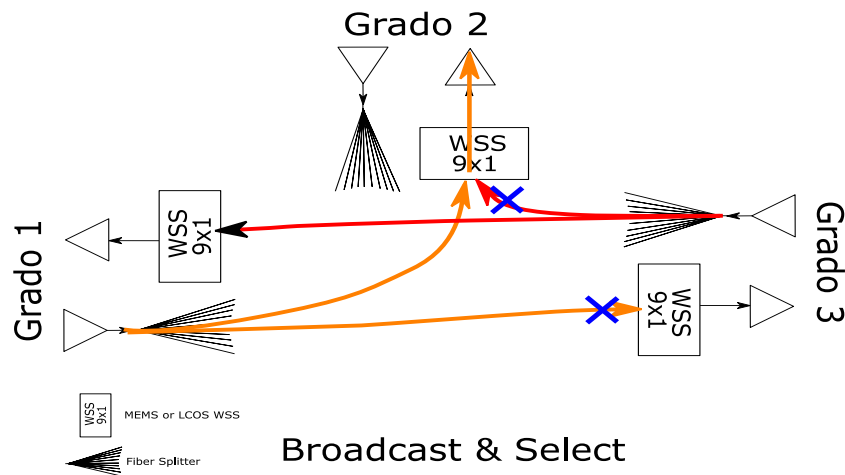 Grado 2
WSS
9x1
WSS
9x1
Grado 1
Grado 3
WSS
9x1
WSS
9x1
MEMS or LCOS WSS
Fiber Splitter
Broadcast & Select